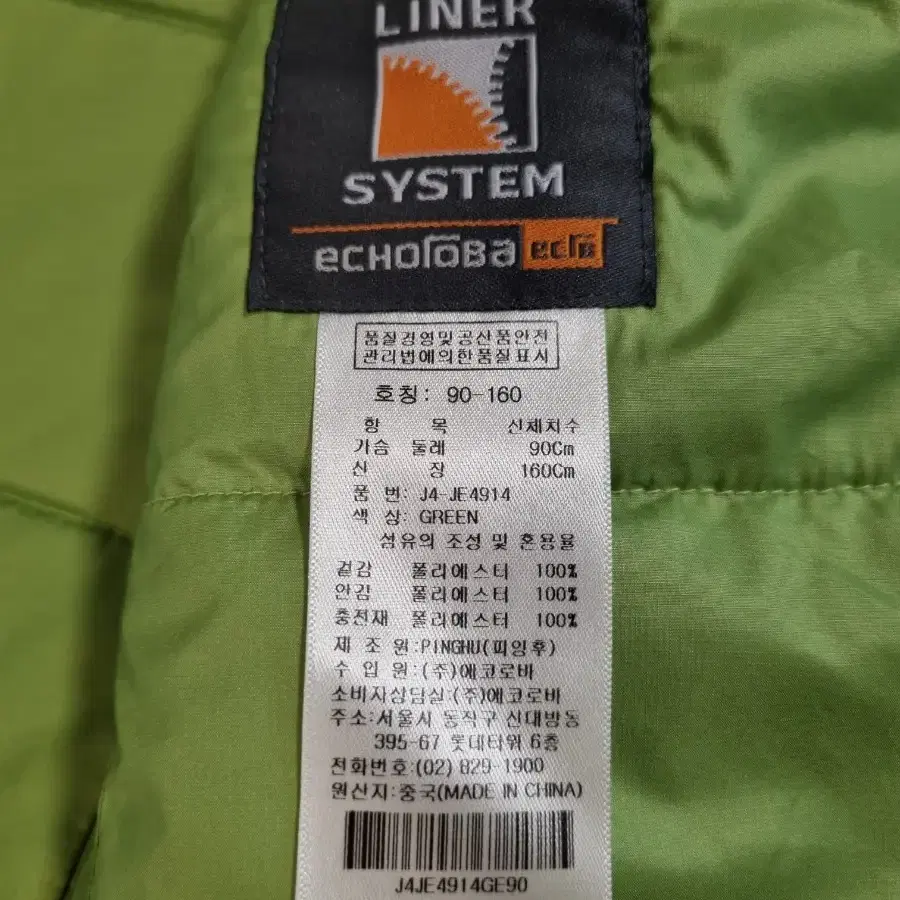 LINER
SYSTEM
ECHOROBA ECRB
품질경영및공산품안전
관리법에의한품질표시
호칭: 90-160
항 목 신체치수
가슴 둘레 90Cm
신 장 160Cm
품 번: J4-JE4914
색 상: GREEN
섬유의 조성 및 혼용율
겉감 폴리에스터 100%
안감 폴리에스터 100%
충전재 폴리에스터 100%
제 조 원:PINGHU(피잉후)
수 입 원:(주)에코로바
소비자상담실:(주)에코로바
주소:서울시 동작구 신대방동
395-67 롯데타워 6층
전화번호:(02) 829-1900
원산지:중국(MADE IN CHINA)
J4JE4914GE90